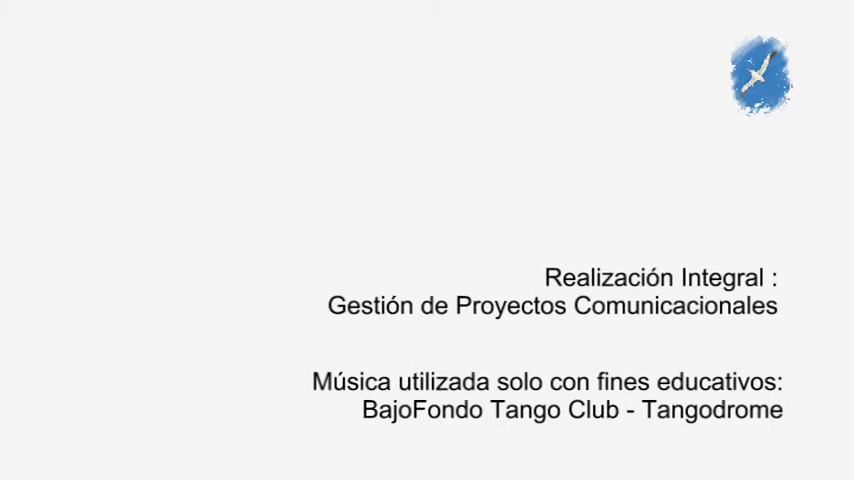 Realización Integral :
Gestión de Proyectos Comunicacionales
Música utilizada solo con fines educativos:
BajoFondo Tango Club - Tangodrome